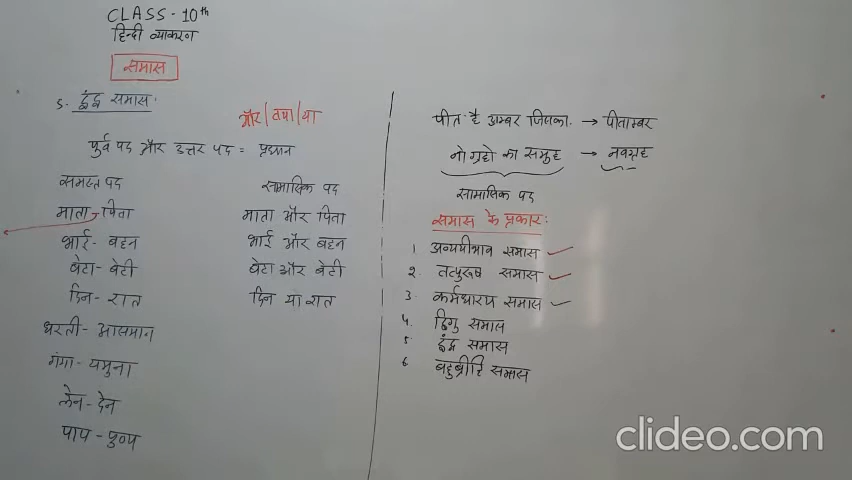 CLASS - 10th
हिन्दी व्याकरण
समास
5. द्वंद्व समास:
और/तथा/या
पुर्व पद और उत्तर पद = प्रधान
समस्त पद सामासिक पद
माता - पिता माता और पिता
भाई - बहन भाई और बहन
बेटा - बेटी बेटा और बेटी
दिन - रात दिन या रात
धरती - आसमान
गंगा - यमुना
लेन - देन
पाप - पुण्य
पीत है अम्बर जिसका → पीताम्बर
नो ग्रहो का समुह → नवग्रह
सामासिक पद
समास के प्रकार:
1. अव्ययीभाव समास
2. तत्पुरुष समास
3. कर्मधारय समास
4. द्विगु समास
5 द्वंद्व समास
6 बहुब्रीहि समास
clideo.com